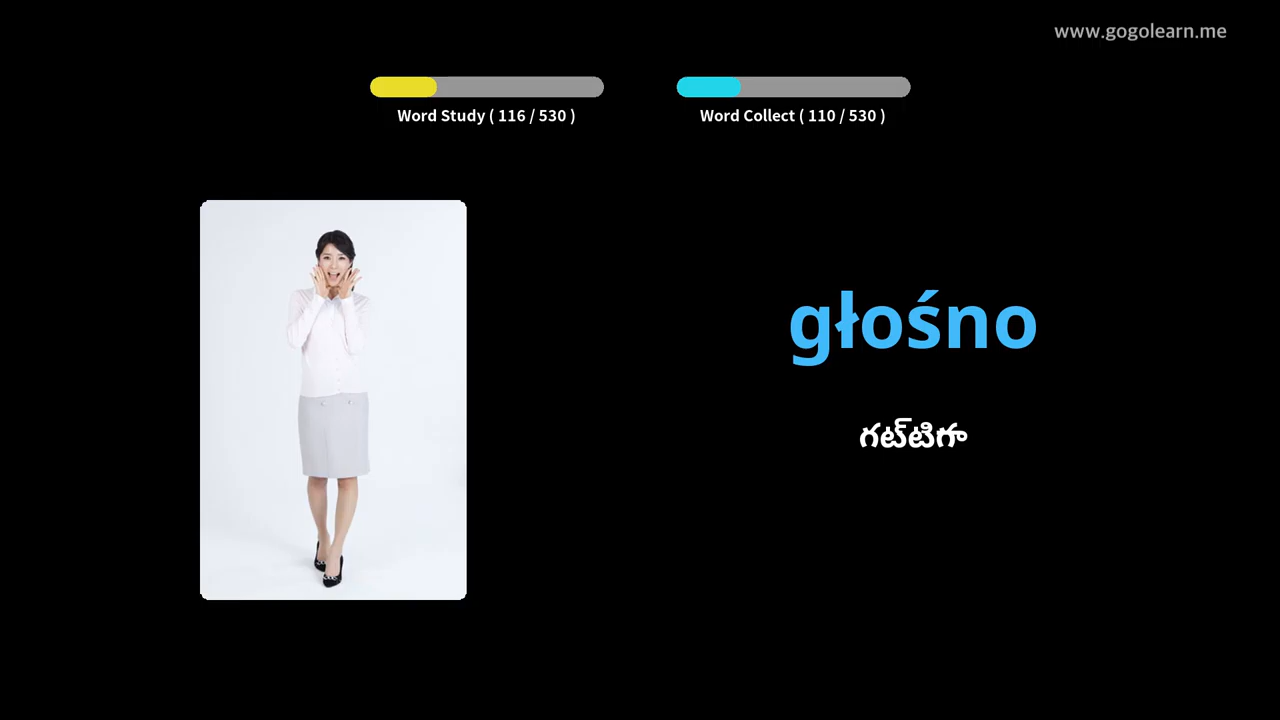 www.gogolearn.me
Word Study ( 116 / 530 )
Word Collect ( 110 / 530 )
głośno
గట్‌టిగా